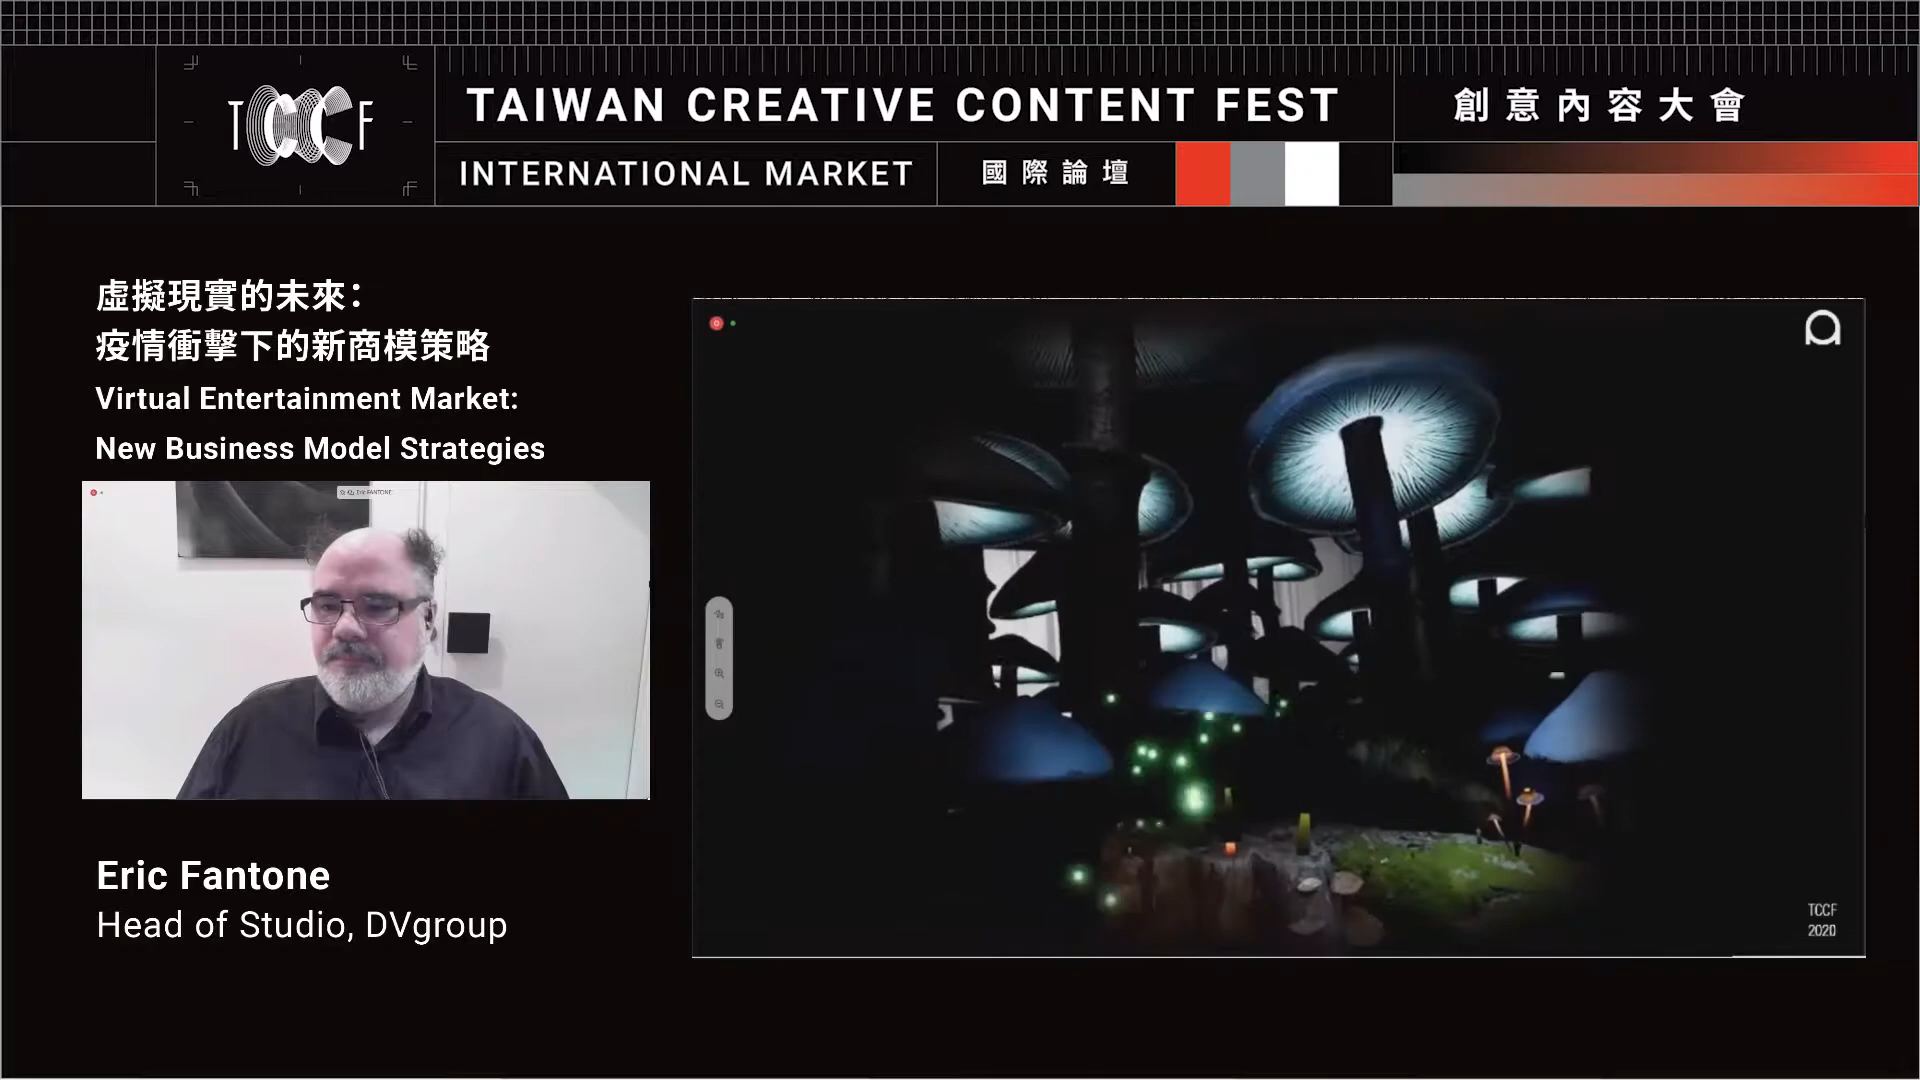 TCCF
TAIWAN CREATIVE CONTENT FEST
創意內容大會
INTERNATIONAL MARKET
國際論壇
虛擬現實的未來：
疫情衝擊下的新商模策略
Virtual Entertainment Market:
New Business Model Strategies
Eric FANTONE
Eric Fantone
Head of Studio, DVgroup
TCCF
2020